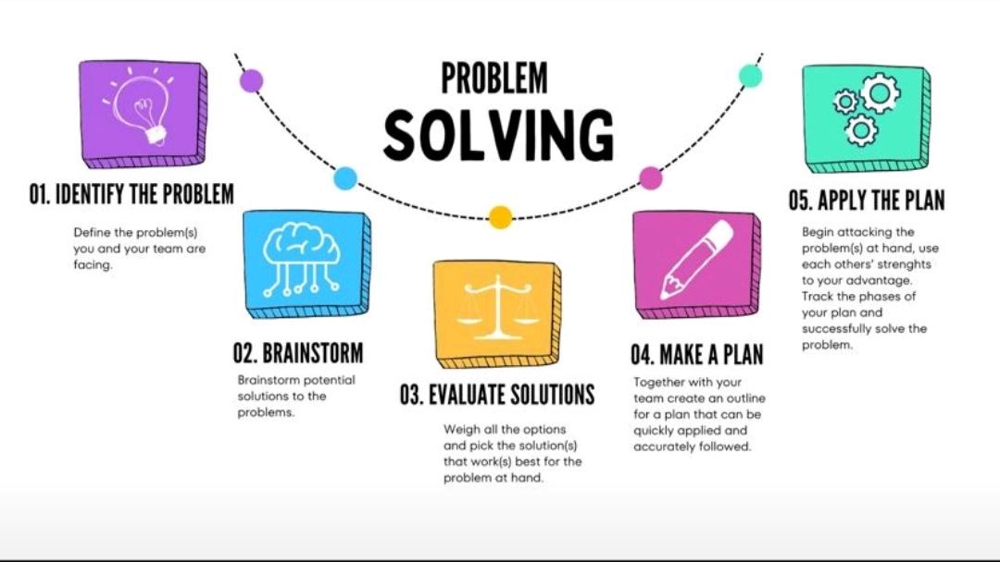 PROBLEM
SOLVING
01. IDENTIFY THE PROBLEM
Define the problem(s)
you and your team are
facing.
02. BRAINSTORM
Brainstorm potential
solutions to the
problems.
03. EVALUATE SOLUTIONS
Weigh all the options
and pick the solution(s)
that work(s) best for the
problem at hand.
04. MAKE A PLAN
Together with your
team create an outline
for a plan that can be
quickly applied and
accurately followed.
05. APPLY THE PLAN
Begin attacking the
problem(s) at hand, use
each others' strenghts
to your advantage.
Track the phases of
your plan and
successfully solve the
problem.